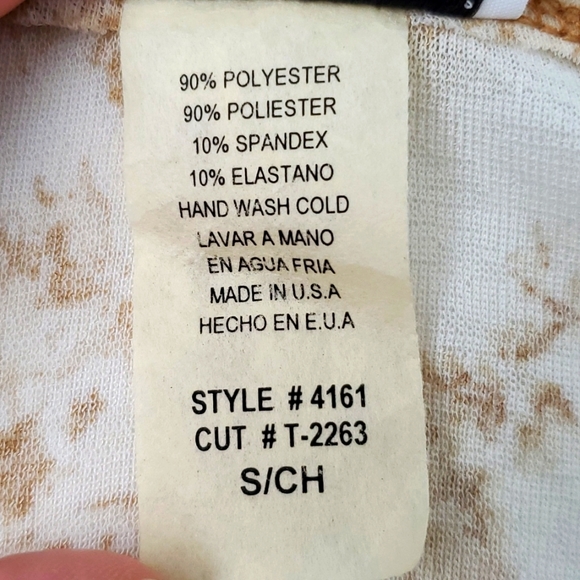 90% POLYESTER
90% POLIESTER
10% SPANDEX
10% ELASTANO
HAND WASH COLD
LAVAR A MANO
EN AGUA FRIA
MADE IN U.S.A
HECHO EN E.U.A
STYLE # 4161
CUT # T-2263
S/CH